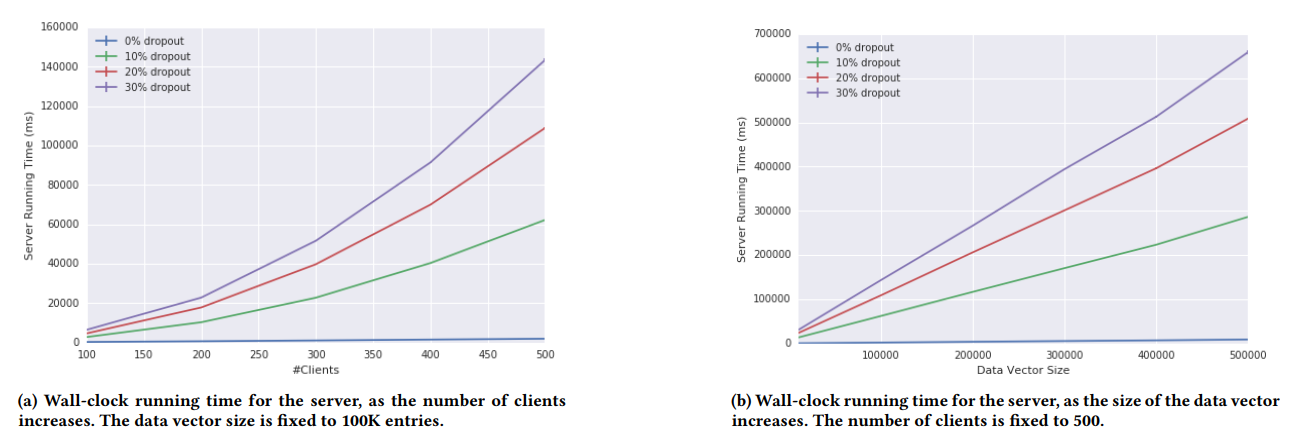 160000
140000
120000
100000
80000
60000
40000
20000
0
Server Running Time (ms)
0% dropout
10% dropout
20% dropout
30% dropout
100 150 200 250 300 350 400 450 500
#Clients
(a) Wall-clock running time for the server, as the number of clients
increases. The data vector size is fixed to 100K entries.
700000
600000
500000
400000
300000
200000
100000
0
Server Running Time (ms)
0% dropout
10% dropout
20% dropout
30% dropout
100000 200000 300000 400000 500000
Data Vector Size
(b) Wall-clock running time for the server, as the size of the data vector
increases. The number of clients is fixed to 500.